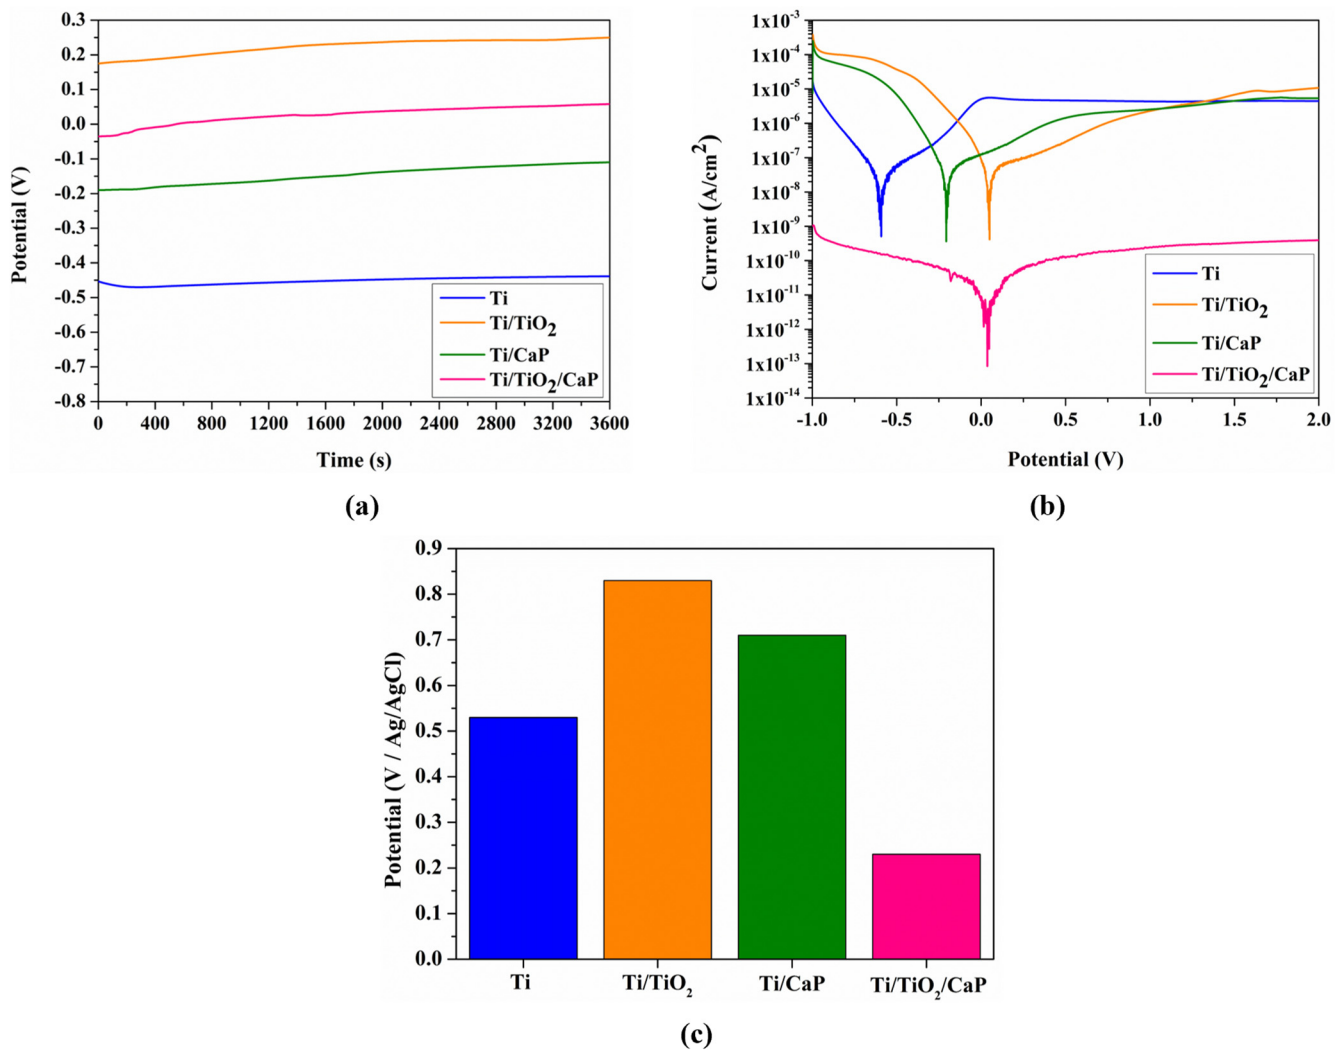 0.3
0.2
0.1
0.0
-0.1
-0.2
-0.3
-0.4
-0.5
-0.6
-0.7
-0.8
Potential (V)
0 400 800 1200 1600 2000 2400 2800 3200 3600
Time (s)
Ti
Ti/TiO2
Ti/CaP
Ti/TiO2/CaP
(a)
1x10-3
1x10-4
1x10-5
1x10-6
1x10-7
1x10-8
1x10-9
1x10-10
1x10-11
1x10-12
1x10-13
1x10-14
Current (A/cm2)
-1.0 -0.5 0.0 0.5 1.0 1.5 2.0
Potential (V)
Ti
Ti/TiO2
Ti/CaP
Ti/TiO2/CaP
(b)
0.9
0.8
0.7
0.6
0.5
0.4
0.3
0.2
0.1
0.0
Potential (V / Ag/AgCl)
Ti Ti/TiO2 Ti/CaP Ti/TiO2/CaP
(c)